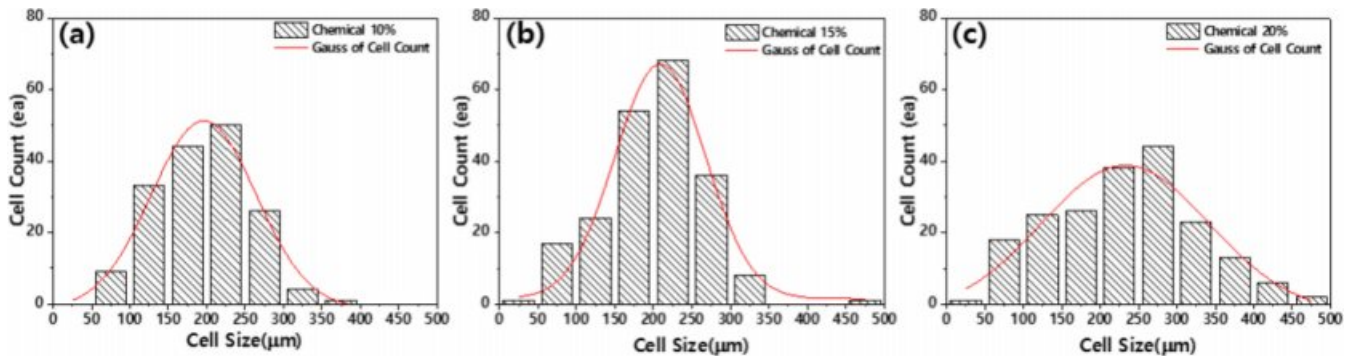 (a)
Chemical 10%
Gauss of Cell Count
Cell Count (ea)
80
60
40
20
0
0 50 100 150 200 250 300 350 400 450 500
Cell Size(μm)
(b)
Chemical 15%
Gauss of Cell Count
Cell Count (ea)
80
60
40
20
0
0 50 100 150 200 250 300 350 400 450 500
Cell Size(μm)
(c)
Chemical 20%
Gauss of Cell Count
Cell Count (ea)
80
60
40
20
0
0 50 100 150 200 250 300 350 400 450 500
Cell Size(μm)